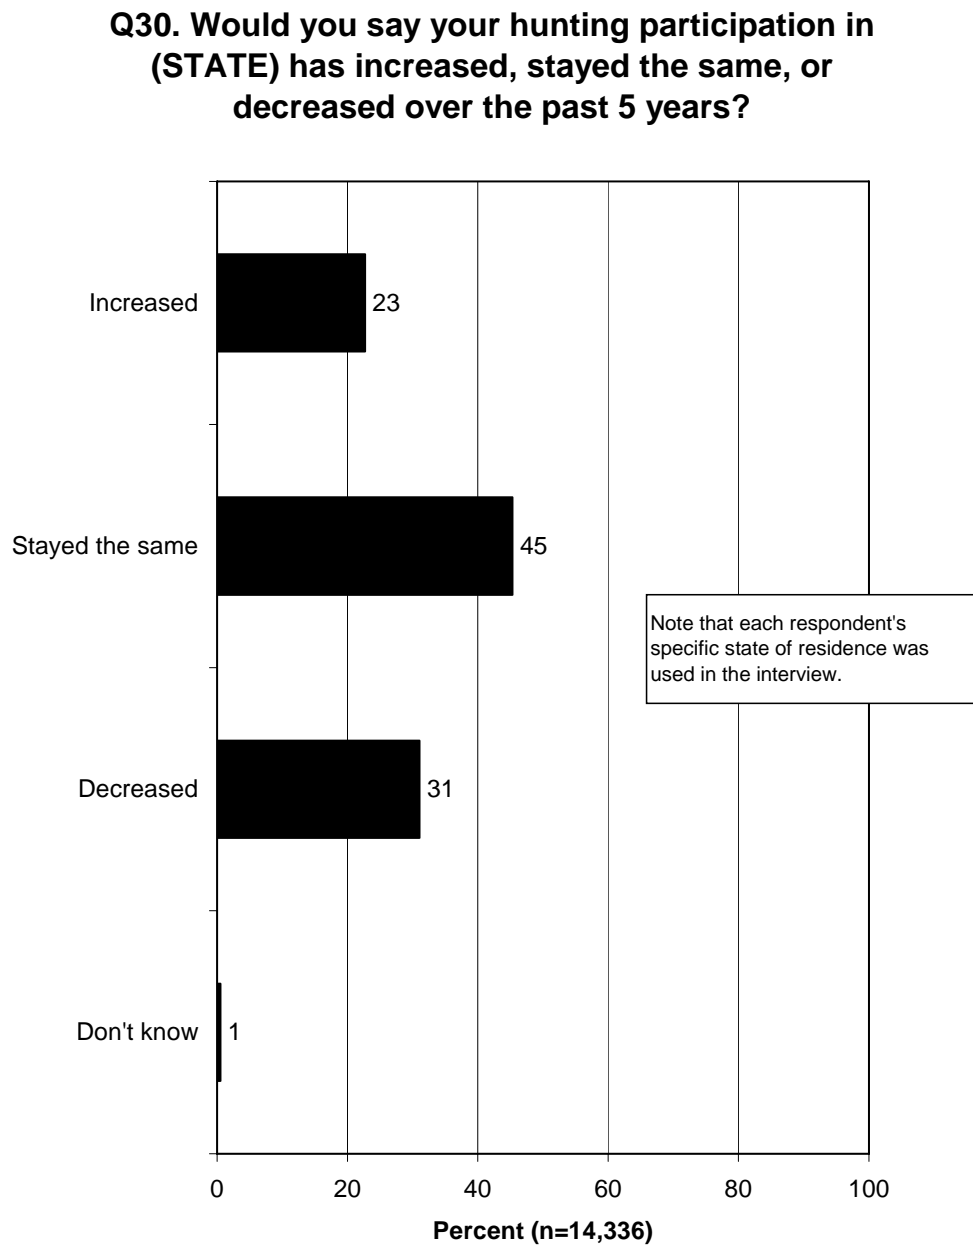 Q30. Would you say your hunting participation in
(STATE) has increased, stayed the same, or
decreased over the past 5 years?
Increased
23
Stayed the same
45
Note that each respondent's
specific state of residence was
used in the interview.
Decreased
31
Don't know
1
0 20 40 60 80 100
Percent (n=14,336)